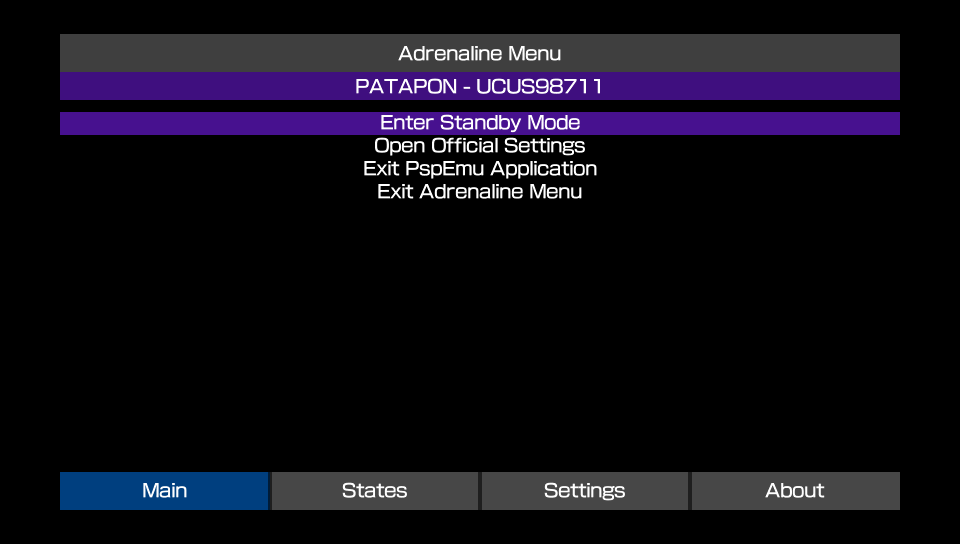 Adrenaline Menu
PATAPON - UCUS98711
Enter Standby Mode
Open Official Settings
Exit PspEmu Application
Exit Adrenaline Menu
Main States Settings About